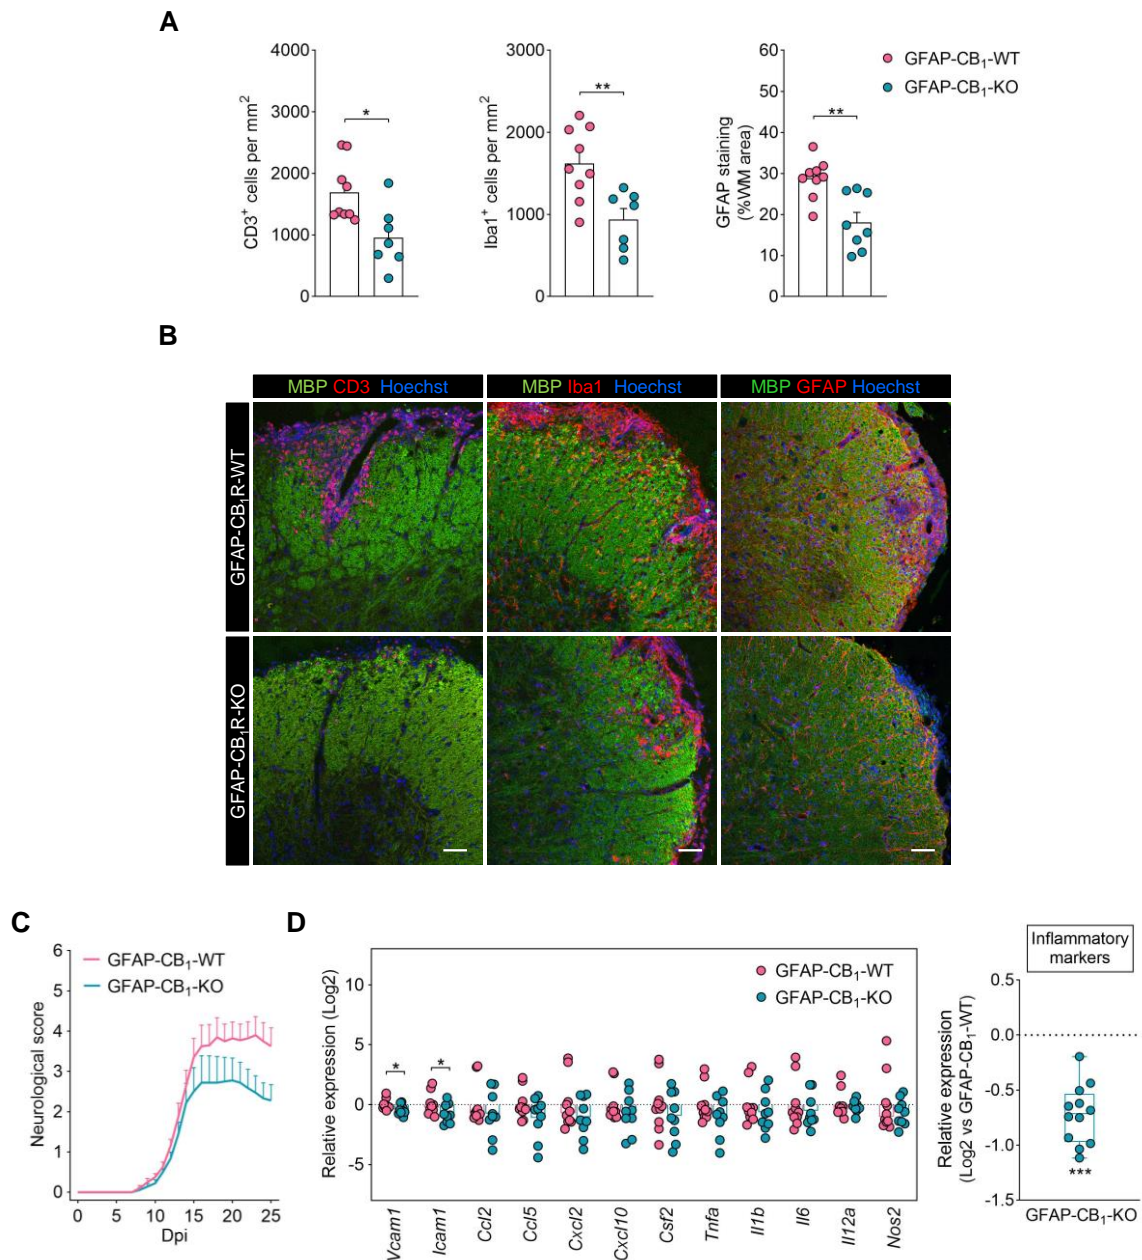 A
4000
3000
2000
1000
0
CD3+ cells per mm2
*
3000
2000
1000
0
Iba1+ cells per mm2
**
60
50
40
30
20
10
0
GFAP staining
(%WM area)
**
GFAP-CB1-WT
GFAP-CB1-KO
B
MBP CD3 Hoechst
MBP Iba1 Hoechst
MBP GFAP Hoechst
GFAP-CB1R-WT
GFAP-CB1R-KO
C
6
5
4
3
2
1
0
Neurological score
GFAP-CB1-WT
GFAP-CB1-KO
0 5 10 15 20 25
Dpi
D
10
5
0
-5
Relative expression (Log2)
GFAP-CB1-WT
GFAP-CB1-KO
* *
Vcam1 Icam1 Ccl2 Ccl5 Cxcl2 Cxcl10 Csf2 Tnfa Il1b Il6 Il12a Nos2
Inflammatory
markers
0.5
0.0
-0.5
-1.0
-1.5
Relative expression
(Log2 vs GFAP-CB1-WT)
***
GFAP-CB1-KO